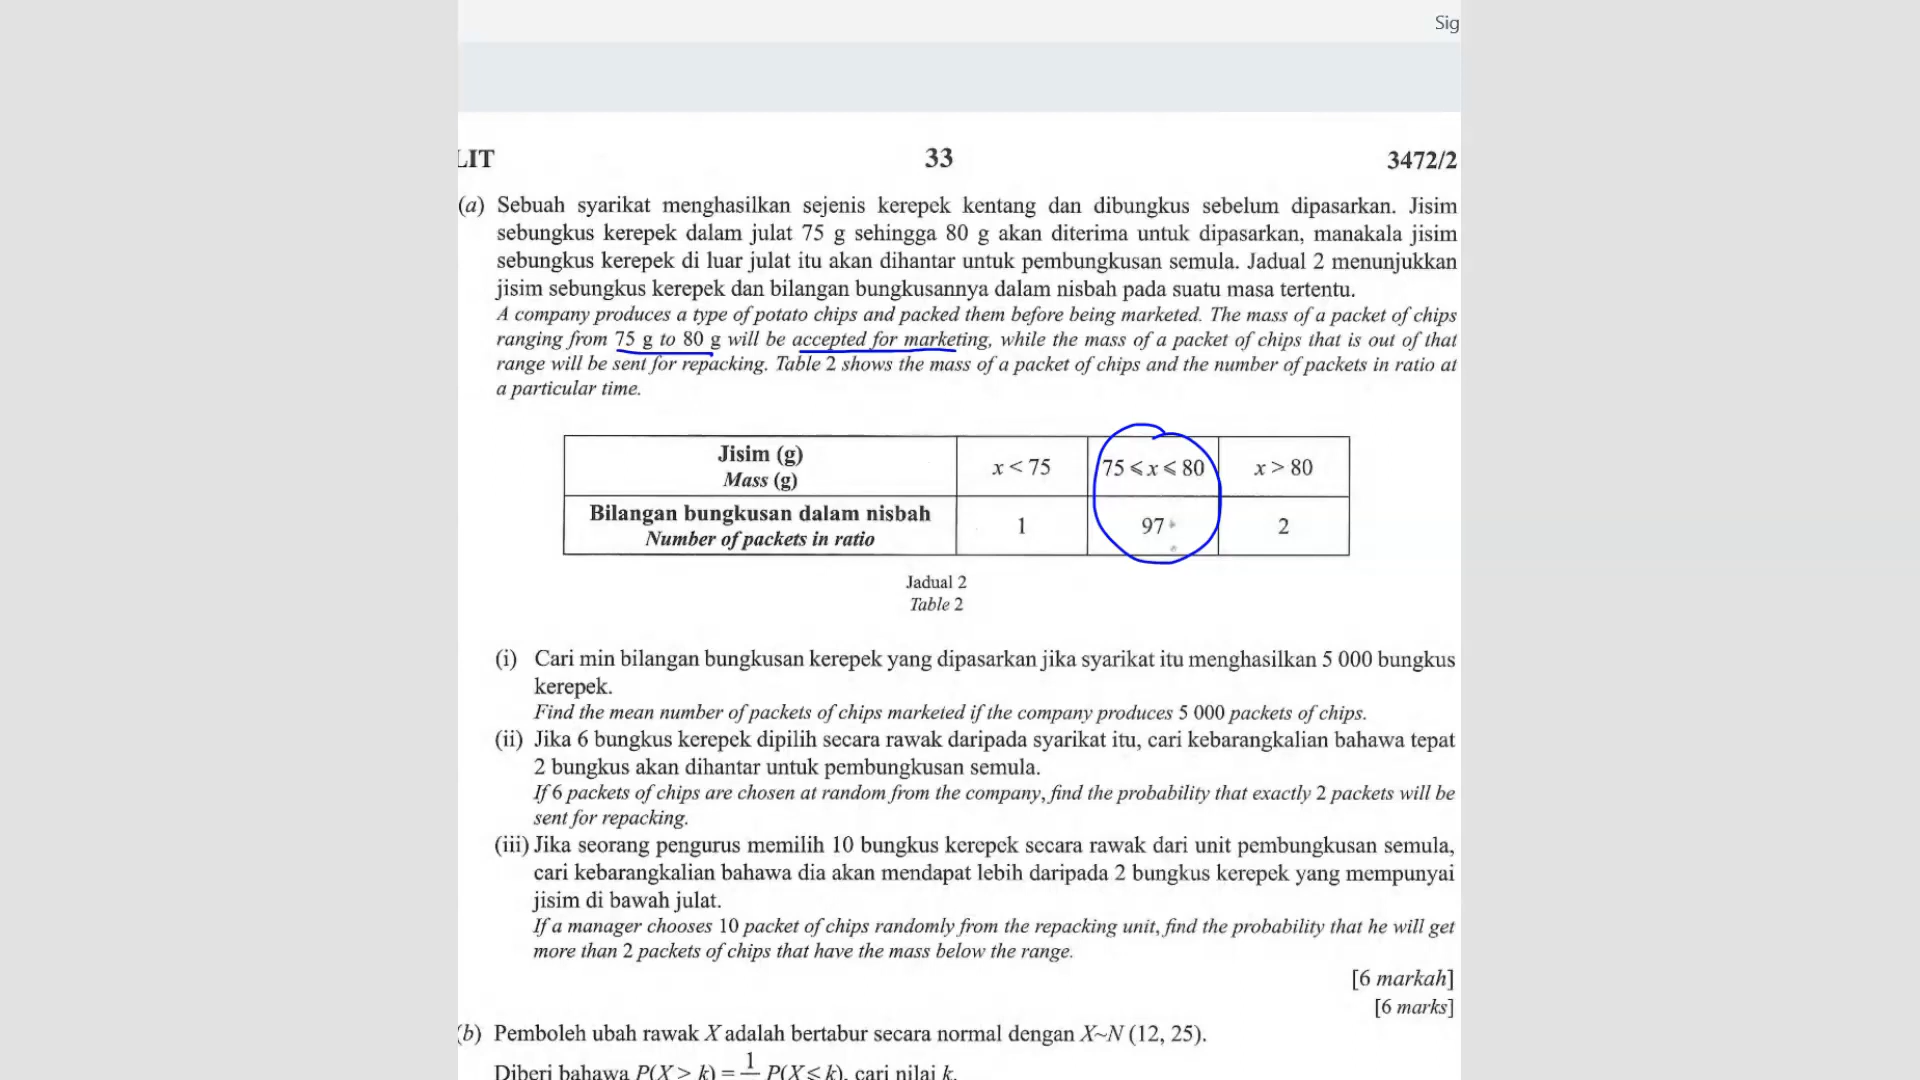 Sig
LIT 33 3472/2
(a) Sebuah syarikat menghasilkan sejenis kerepek kentang dan dibungkus sebelum dipasarkan. Jisim
sebungkus kerepek dalam julat 75 g sehingga 80 g akan diterima untuk dipasarkan, manakala jisim
sebungkus kerepek di luar julat itu akan dihantar untuk pembungkusan semula. Jadual 2 menunjukkan
jisim sebungkus kerepek dan bilangan bungkusannya dalam nisbah pada suatu masa tertentu.
A company produces a type of potato chips and packed them before being marketed. The mass of a packet of chips
ranging from 75 g to 80 g will be accepted for marketing, while the mass of a packet of chips that is out of that
range will be sent for repacking. Table 2 shows the mass of a packet of chips and the number of packets in ratio at
a particular time.
Jisim (g)
Mass (g)
x < 75
75 ⩽ x ⩽ 80
x > 80
Bilangan bungkusan dalam nisbah
Number of packets in ratio
1
97
2
Jadual 2
Table 2
(i) Cari min bilangan bungkusan kerepek yang dipasarkan jika syarikat itu menghasilkan 5 000 bungkus
kerepek.
Find the mean number of packets of chips marketed if the company produces 5 000 packets of chips.
(ii) Jika 6 bungkus kerepek dipilih secara rawak daripada syarikat itu, cari kebarangkalian bahawa tepat
2 bungkus akan dihantar untuk pembungkusan semula.
If 6 packets of chips are chosen at random from the company, find the probability that exactly 2 packets will be
sent for repacking.
(iii) Jika seorang pengurus memilih 10 bungkus kerepek secara rawak dari unit pembungkusan semula,
cari kebarangkalian bahawa dia akan mendapat lebih daripada 2 bungkus kerepek yang mempunyai
jisim di bawah julat.
If a manager chooses 10 packet of chips randomly from the repacking unit, find the probability that he will get
more than 2 packets of chips that have the mass below the range.
[6 markah]
[6 marks]
(b) Pemboleh ubah rawak X adalah bertabur secara normal dengan X~N (12, 25).
Diberi bahawa P(X > k) = 1 P(X ⩽ k), cari nilai k.